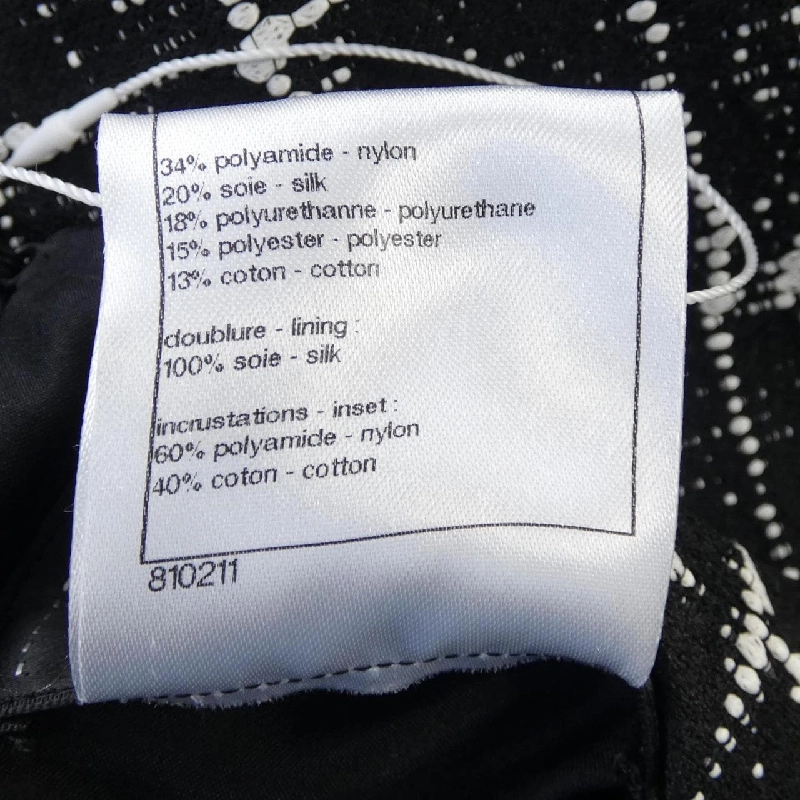 34% polyamide - nylon
20% soie - silk
18% polyurethanne - polyurethane
15% polyester - polyester
13% coton - cotton
doublure - lining :
100% soie - silk
incrustations - inset :
60% polyamide - nylon
40% coton - cotton
810211